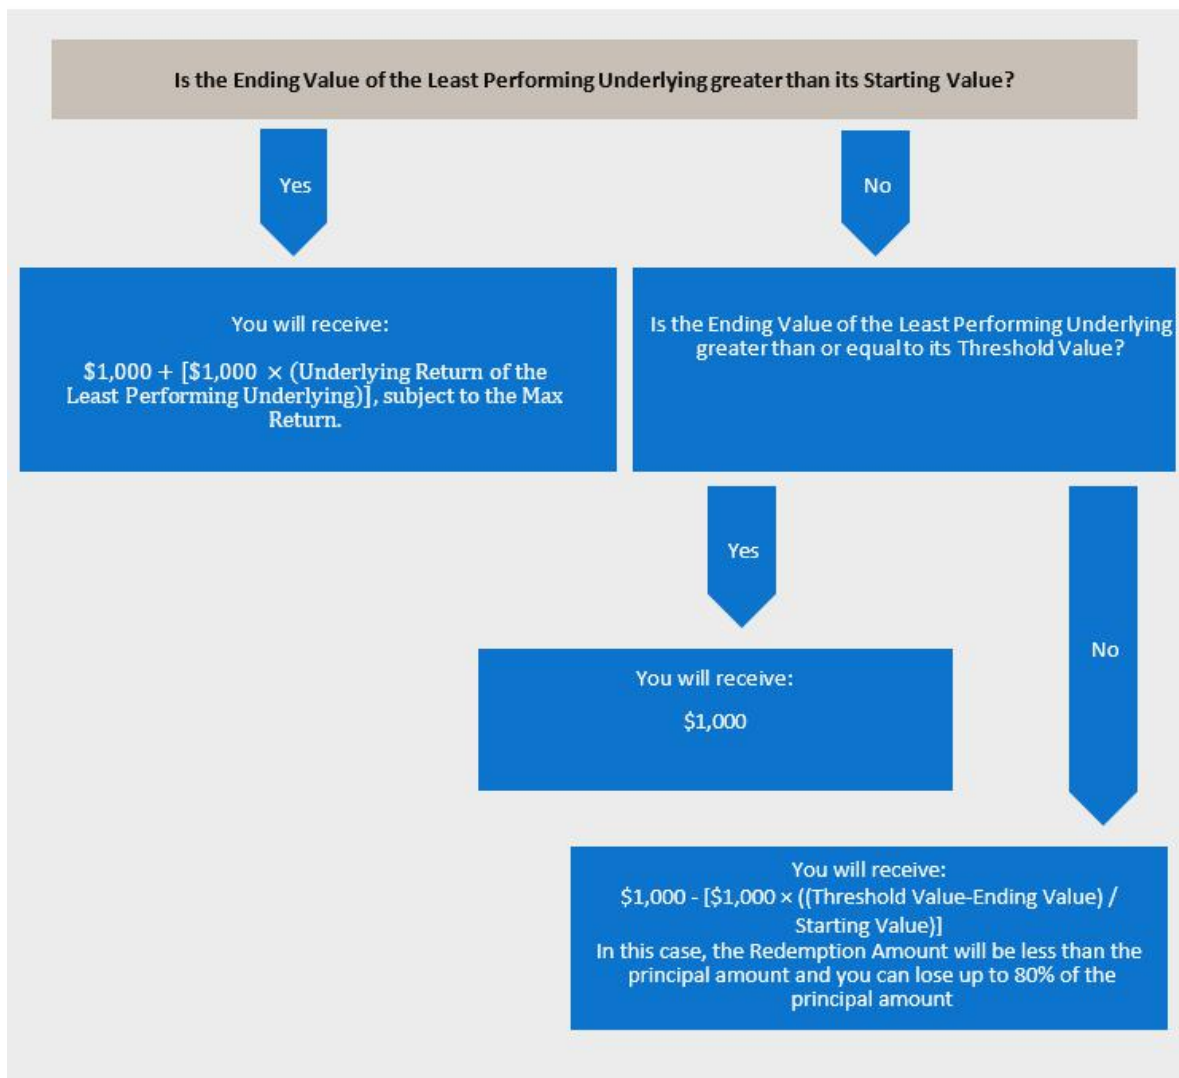 Is the Ending Value of the Least Performing Underlying greater than its Starting Value?
Yes
No
You will receive:
$1,000 + [$1,000 × (Underlying Return of the
Least Performing Underlying)], subject to the Max
Return.
Is the Ending Value of the Least Performing Underlying
greater than or equal to its Threshold Value?
Yes
No
You will receive:
$1,000
You will receive:
$1,000 - [$1,000 × ((Threshold Value-Ending Value) /
Starting Value)]
In this case, the Redemption Amount will be less than the
principal amount and you can lose up to 80% of the
principal amount